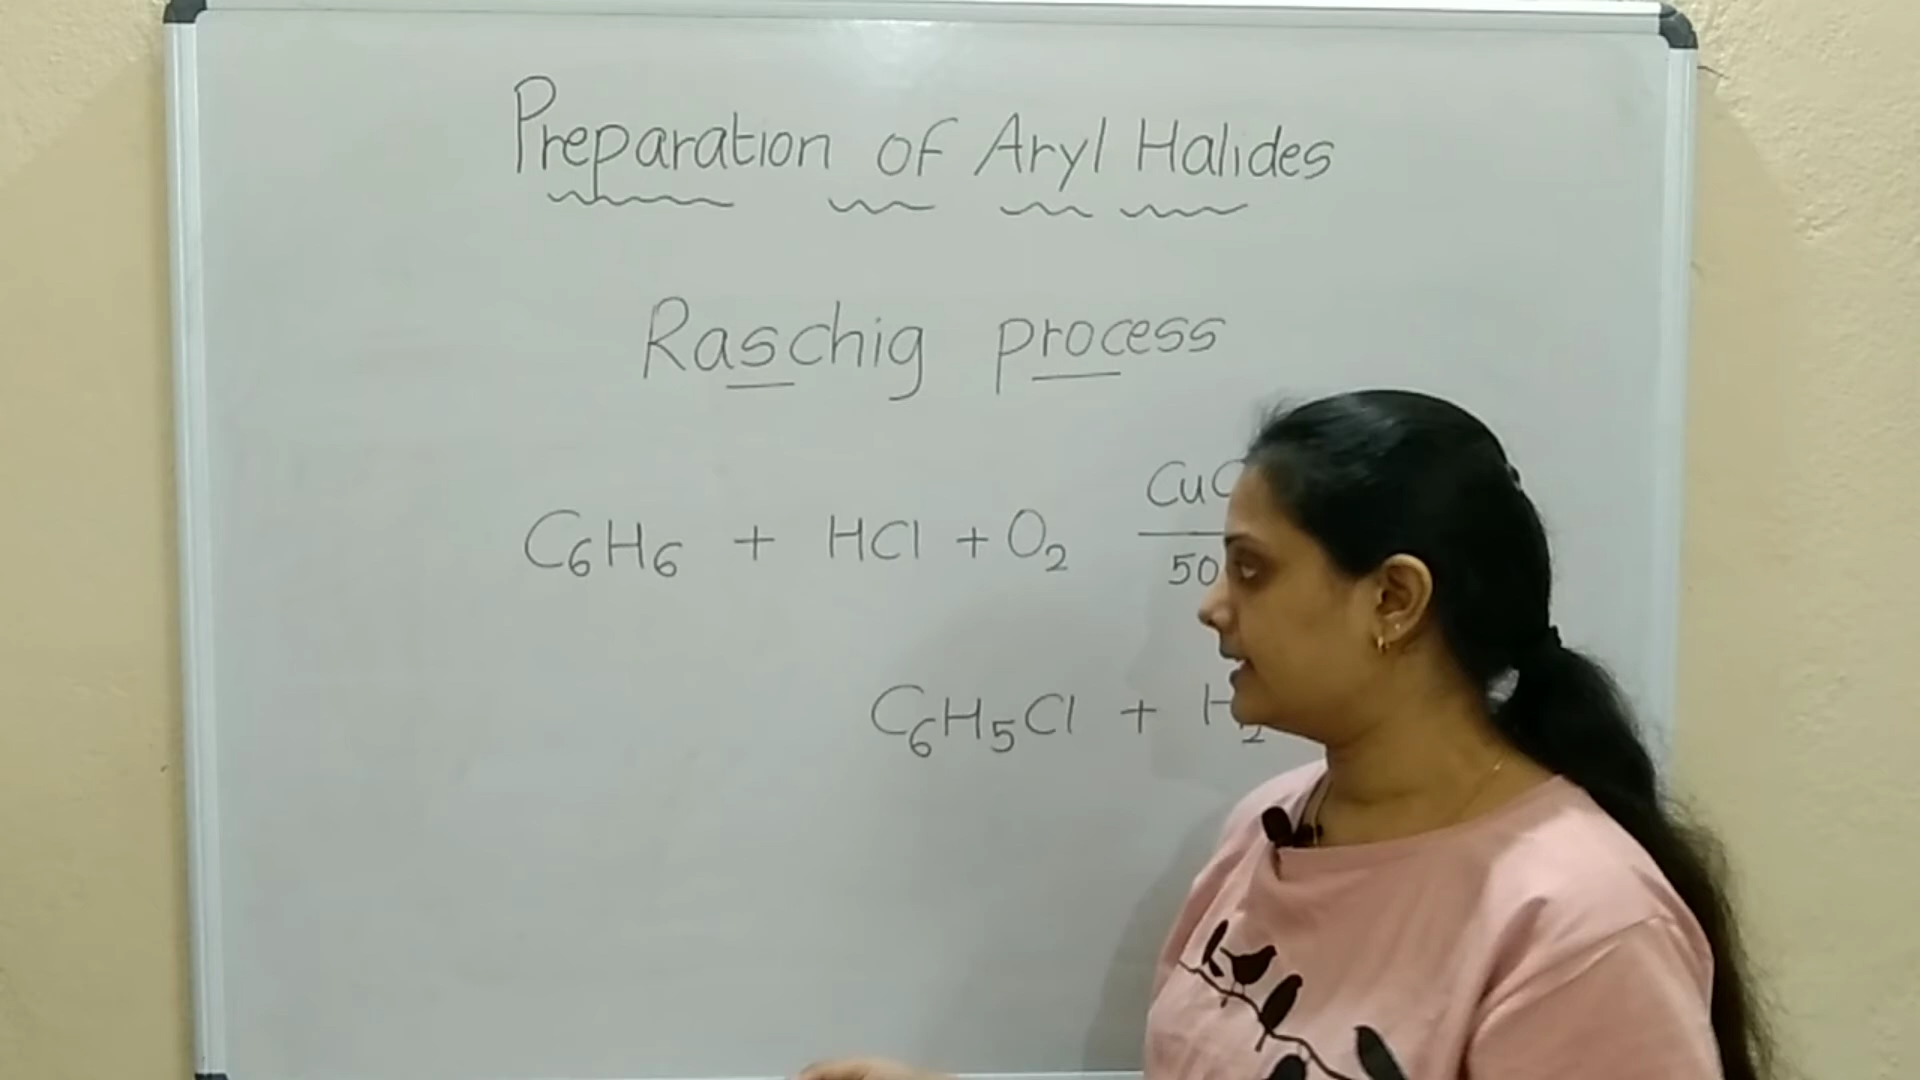 Preparation of Aryl Halides
Raschig process
C₆H₆ + HCl + O₂
C₆H₅Cl +